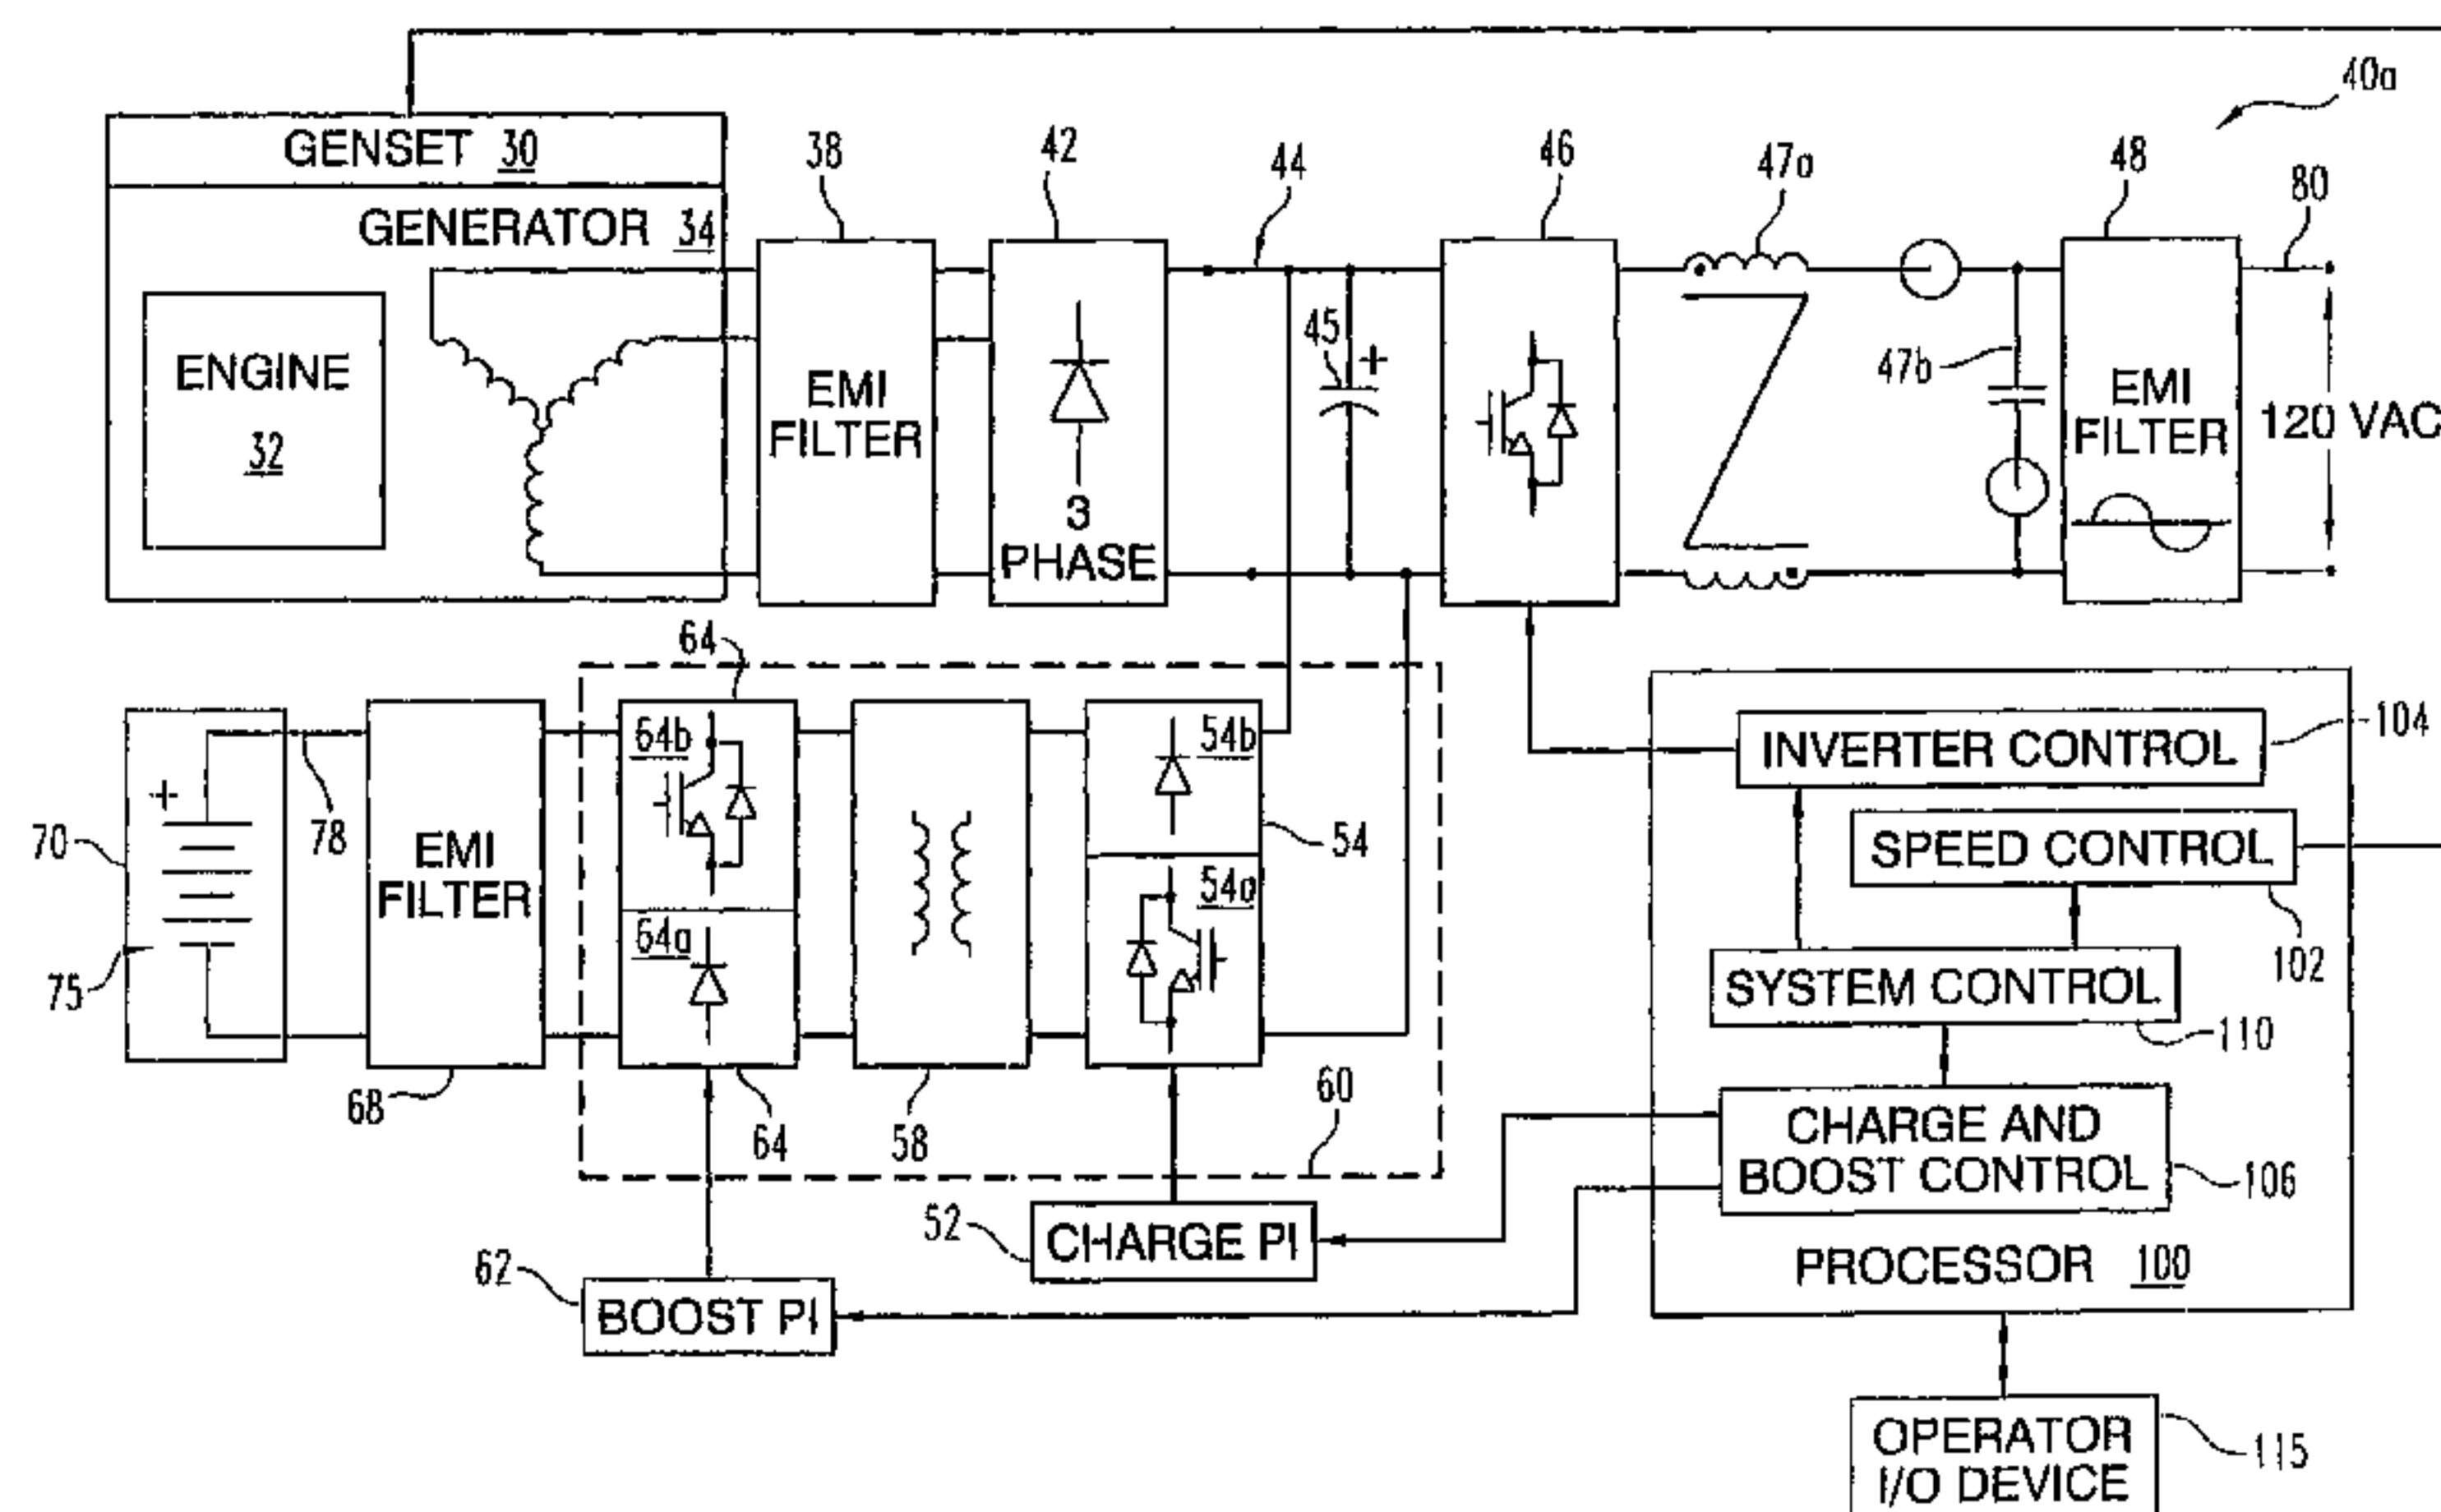 40a
GENSET 30
GENERATOR 34
ENGINE
32
38
EMI
FILTER
42
3
PHASE
44
45
+
46
47a
47b
48
EMI
FILTER
80
120 VAC
70
75
+
78
EMI
FILTER
68
64
64b
64a
64
58
54b
54a
54
60
52
CHARGE PI
62
BOOST PI
INVERTER CONTROL
104
SPEED CONTROL
102
SYSTEM CONTROL
110
CHARGE AND
BOOST CONTROL
106
PROCESSOR 100
OPERATOR
I/O DEVICE
115